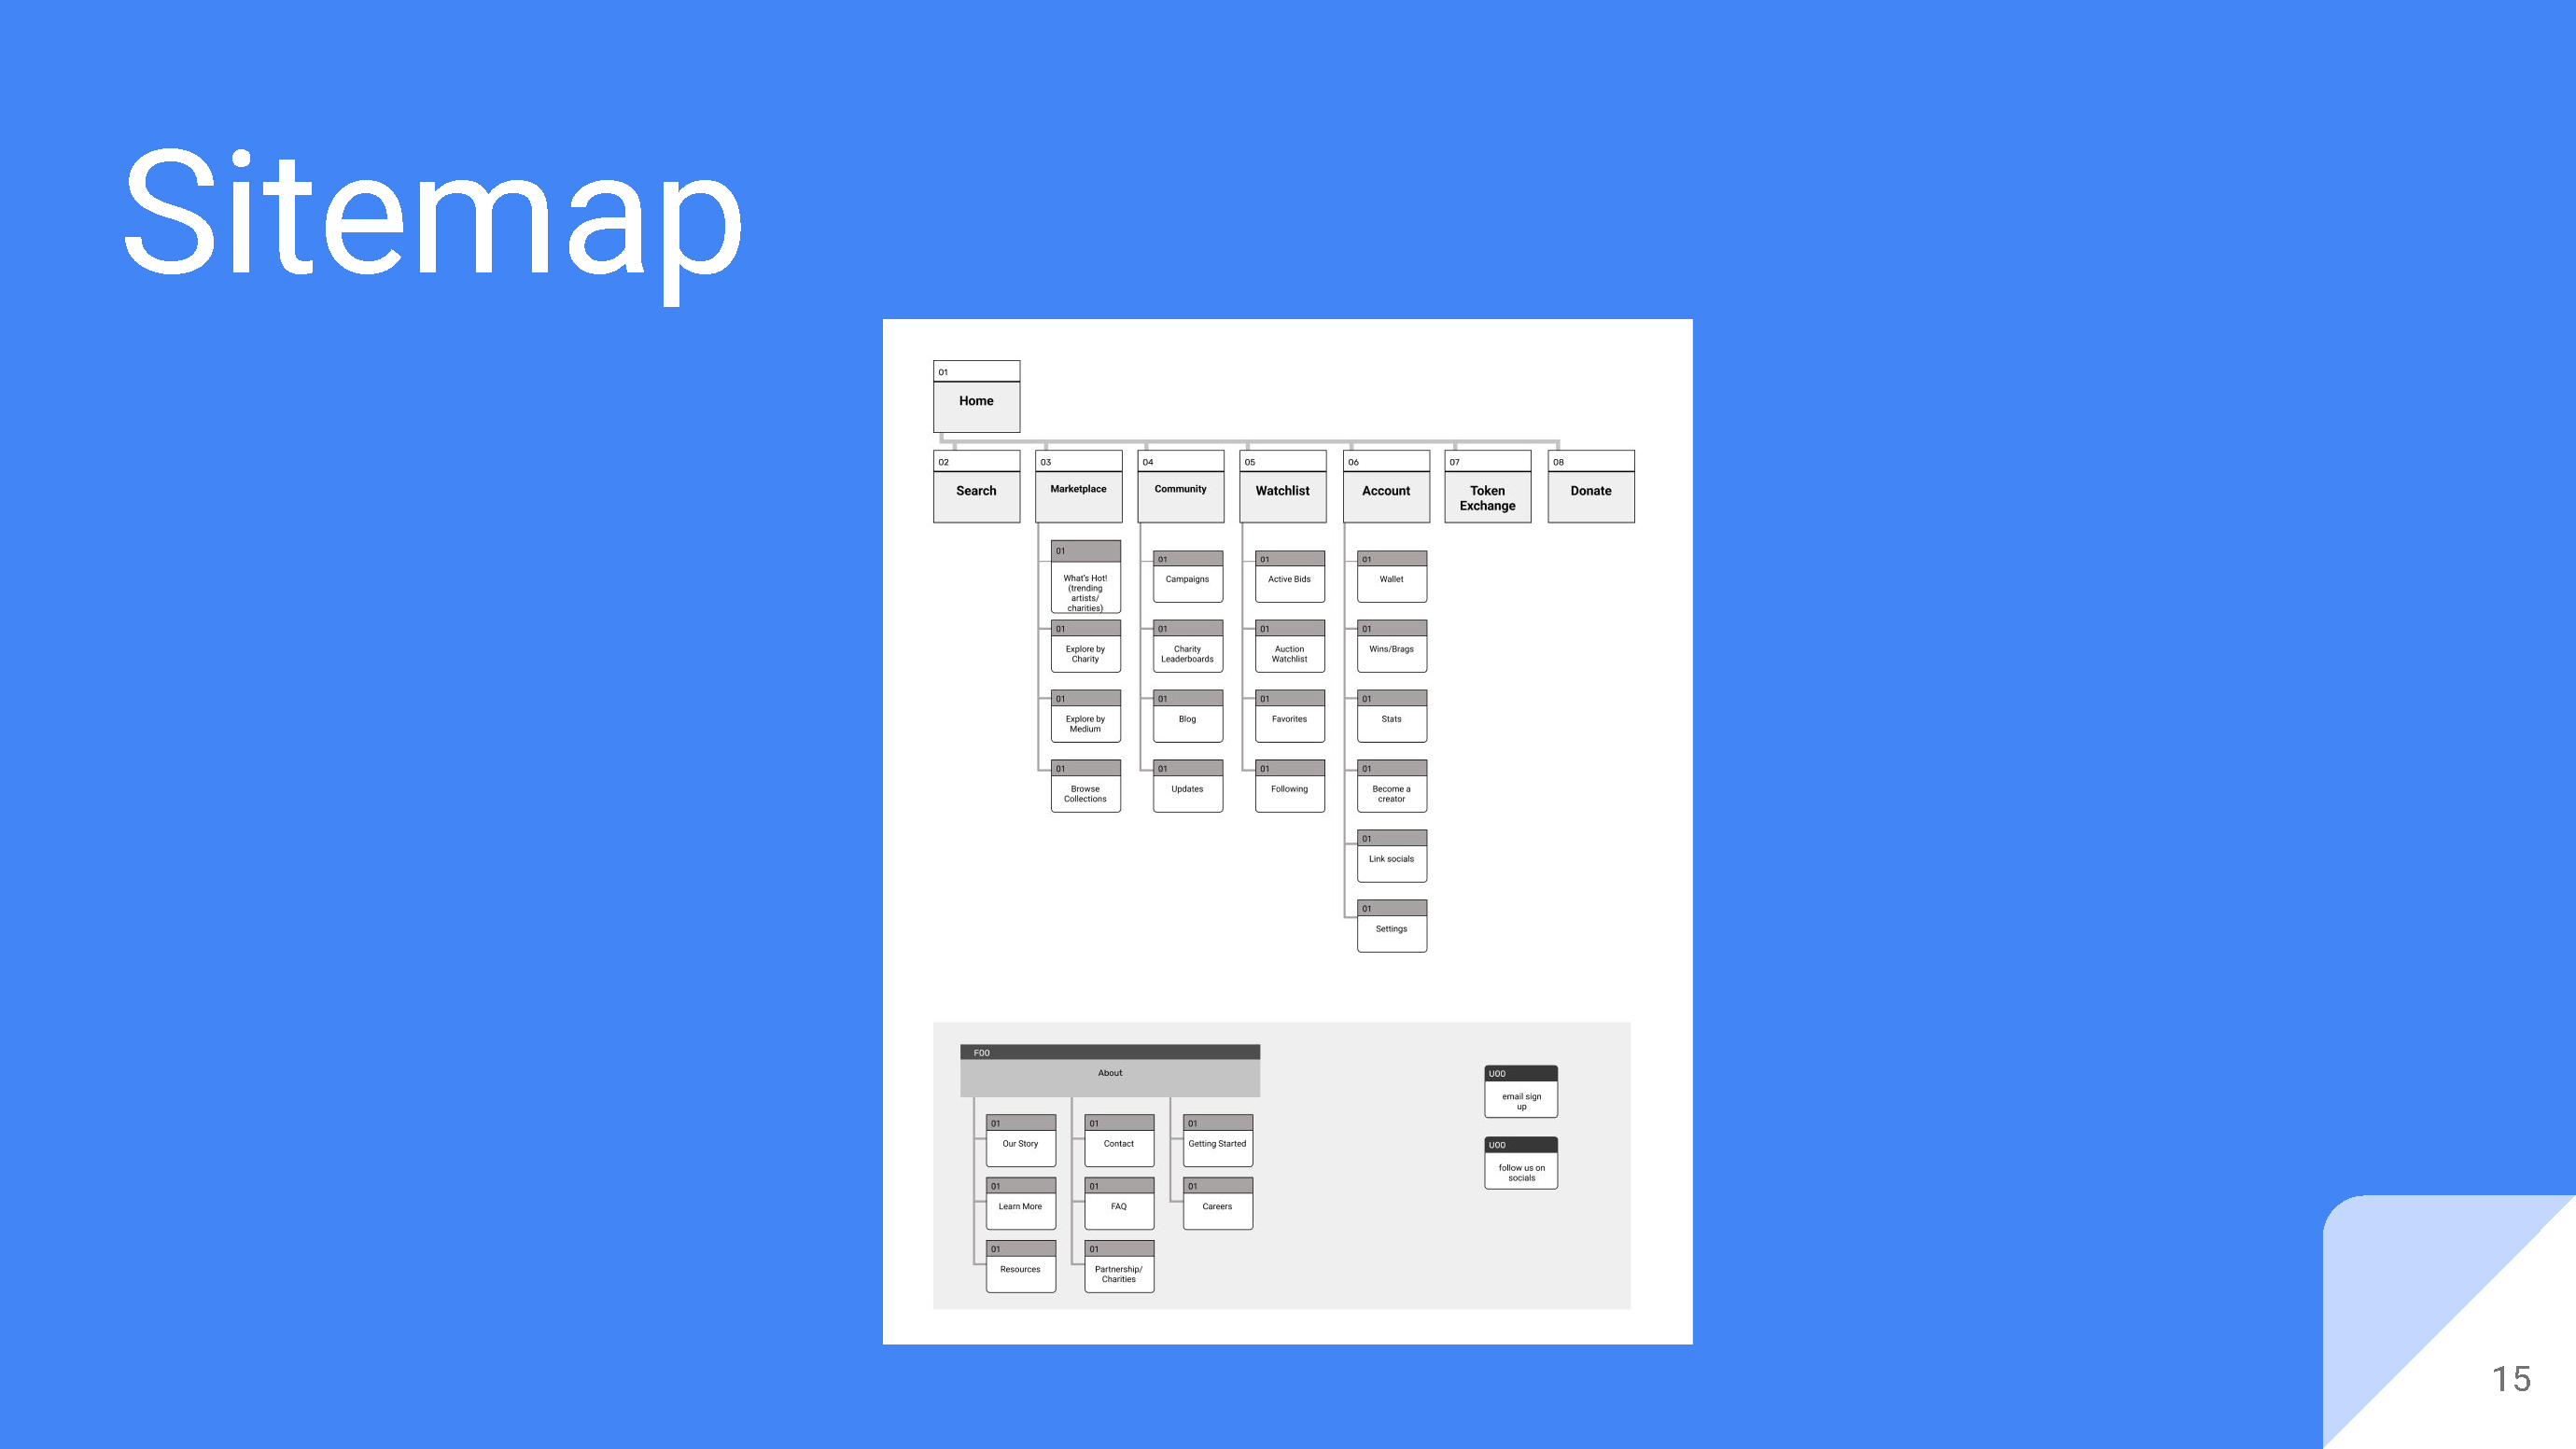 Sitemap
01
Home
02
Search
03
Marketplace
04
Community
05
Watchlist
06
Account
07
Token
Exchange
08
Donate
01
What's Hot!
(trending
artists/
charities)
01
Explore by
Charity
01
Explore by
Medium
01
Browse
Collections
01
Campaigns
01
Charity
Leaderboards
01
Blog
01
Updates
01
Active Bids
01
Auction
Watchlist
01
Favorites
01
Following
01
Wallet
01
Wins/Brags
01
Stats
01
Become a
creator
01
Link socials
01
Settings
F00
About
01
Our Story
01
Learn More
01
Resources
01
Contact
01
FAQ
01
Partnership/
Charities
01
Getting Started
01
Careers
U00
email sign
up
U00
follow us on
socials
15